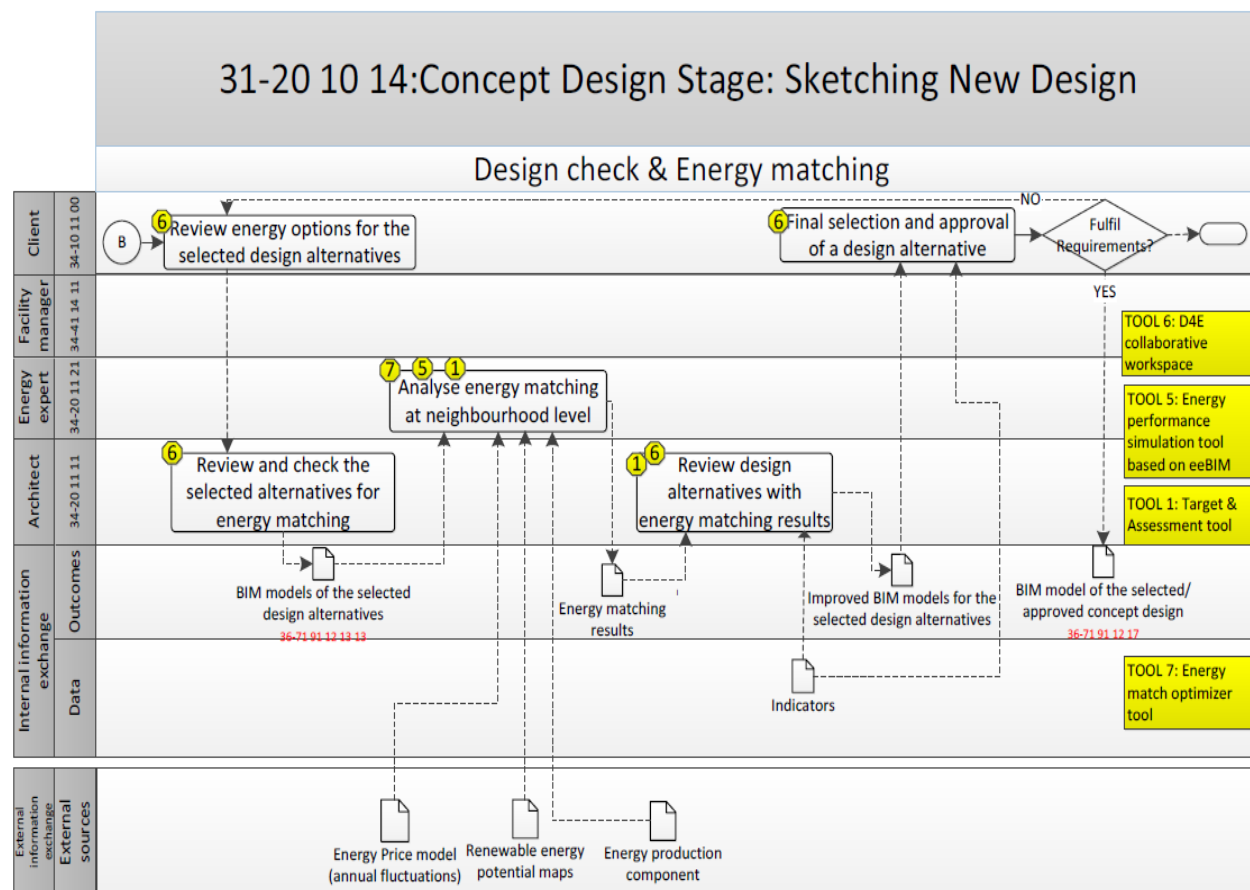 31-20 10 14:Concept Design Stage: Sketching New Design
Design check & Energy matching
Client
34-10 11 00
B
6
Review energy options for the
selected design alternatives
6
Final selection and approval
of a design alternative
NO
Fulfil
Requirements?
YES
Facility
manager
34-41 14 11
TOOL 6: D4E
collaborative
workspace
Energy
expert
34-20 11 21
7
5
1
Analyse energy matching
at neighbourhood level
TOOL 5: Energy
performance
simulation tool
based on eeBIM
Architect
34-20 11 11
6
Review and check the
selected alternatives for
energy matching
1
6
Review design
alternatives with
energy matching results
TOOL 1: Target &
Assessment tool
Internal information
exchange
Outcomes
BIM models of the selected
design alternatives
36-71 91 12 13 13
Energy matching
results
Improved BIM models for the
selected design alternatives
BIM model of the selected/
approved concept design
36-71 91 12 17
Data
Indicators
TOOL 7: Energy
match optimizer
tool
External
information
exchange
External
sources
Energy Price model
(annual fluctuations)
Renewable energy
potential maps
Energy production
component